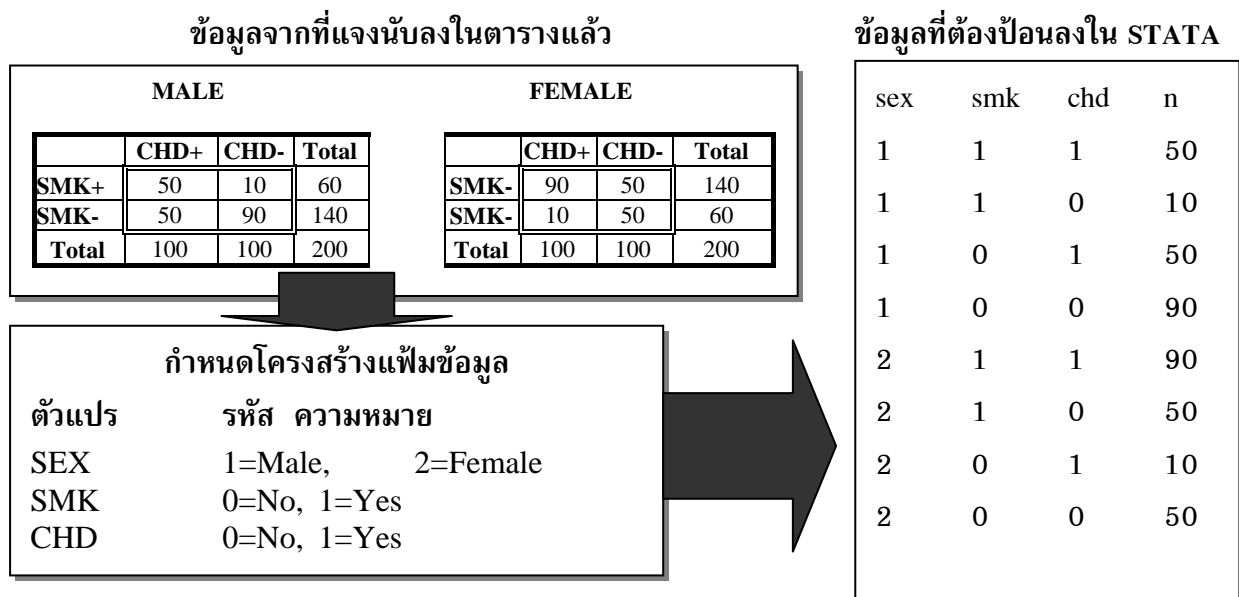 ข้อมูลจากที่แจงนับลงในตารางแล้ว
MALE FEMALE
CHD+ CHD- Total
SMK+ 50 10 60
SMK- 50 90 140
Total 100 100 200
CHD+ CHD- Total
SMK- 90 50 140
SMK- 10 50 60
Total 100 100 200
กำหนดโครงสร้างแฟ้มข้อมูล
ตัวแปร รหัส ความหมาย
SEX 1=Male, 2=Female
SMK 0=No, 1=Yes
CHD 0=No, 1=Yes
ข้อมูลที่ต้องป้อนลงใน STATA
sex smk chd n
1 1 1 50
1 1 0 10
1 0 1 50
1 0 0 90
2 1 1 90
2 1 0 50
2 0 1 10
2 0 0 50